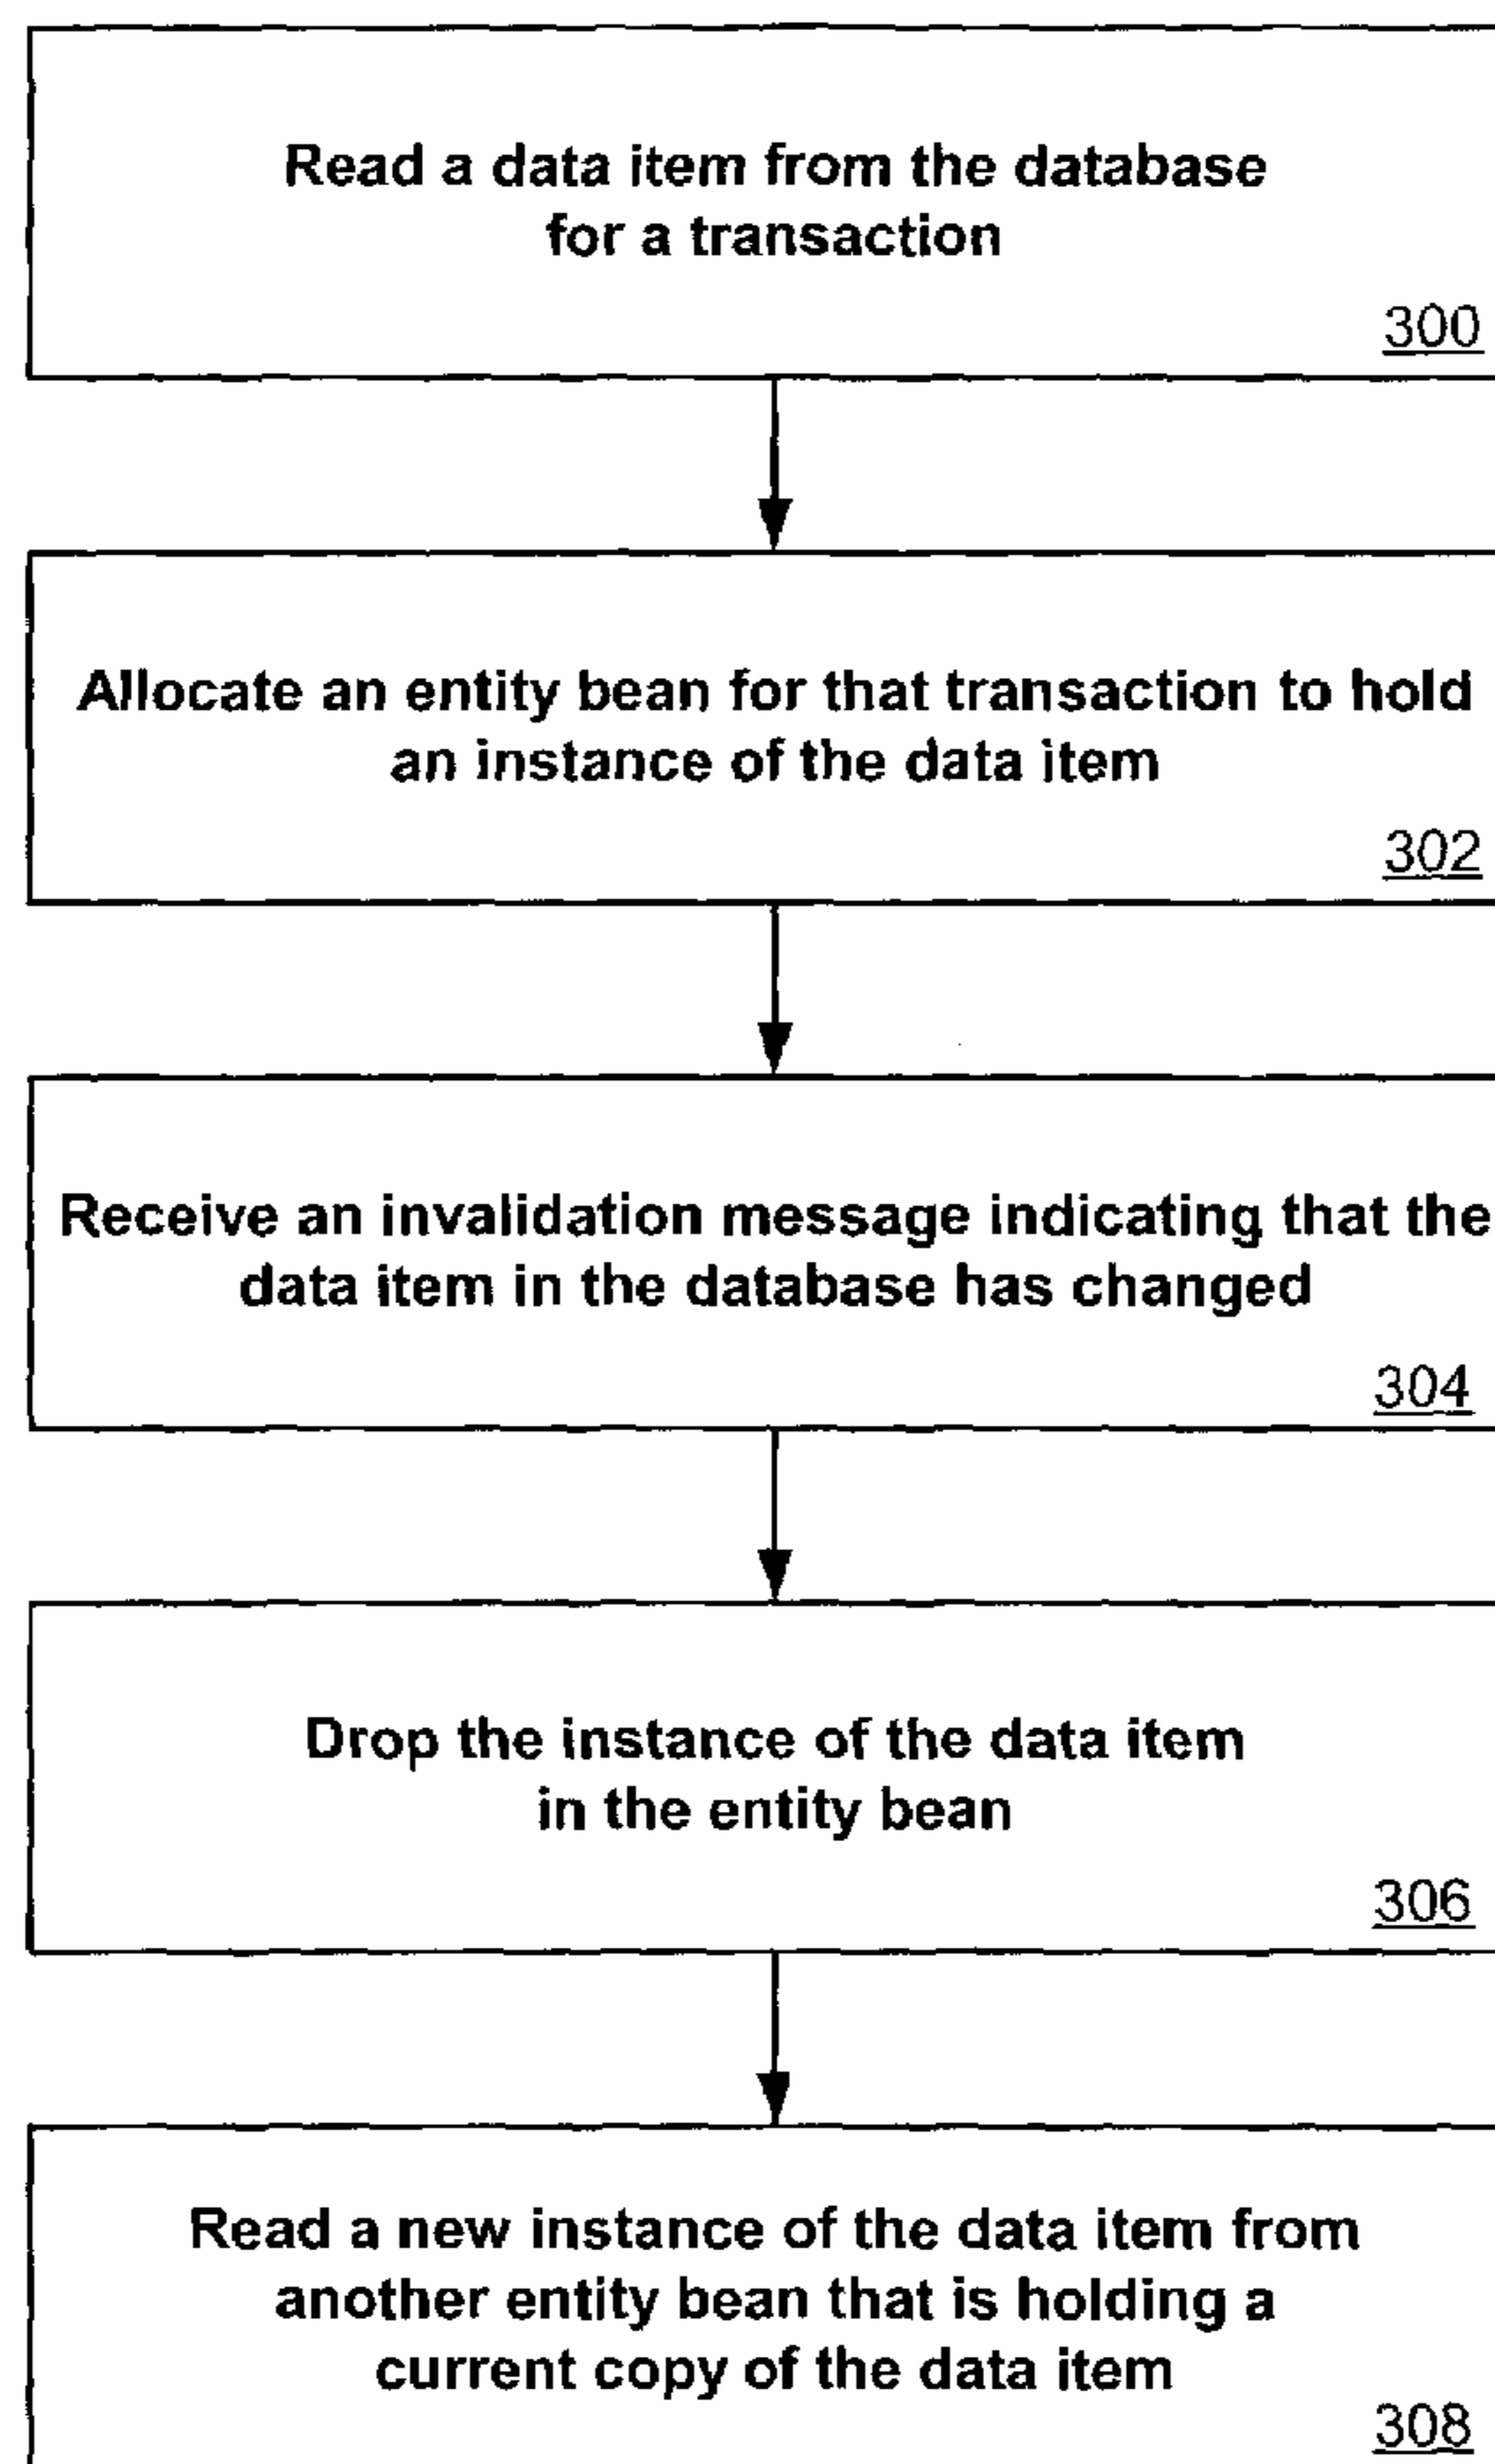 Read a data item from the database
for a transaction
300
Allocate an entity bean for that transaction to hold
an instance of the data item
302
Receive an invalidation message indicating that the
data item in the database has changed
304
Drop the instance of the data item
in the entity bean
306
Read a new instance of the data item from
another entity bean that is holding a
current copy of the data item
308